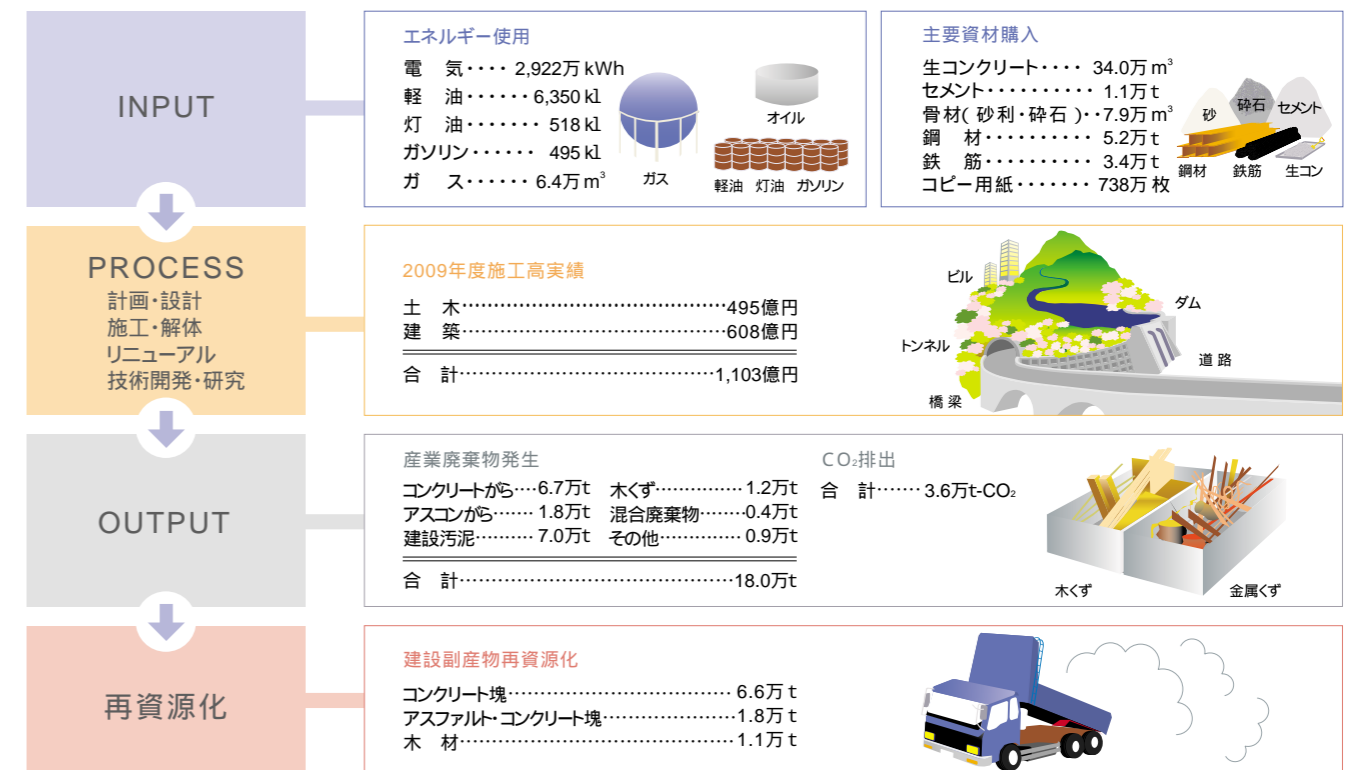 INPUT
エネルギー使用
電　気‥‥ 2,922万 kWh
軽　油‥‥‥ 6,350 kl
灯　油‥‥‥‥ 518 kl
ガソリン‥‥‥ 495 kl
ガ　ス‥‥‥ 6.4万 m³
ガス
オイル
軽油 灯油 ガソリン
主要資材購入
生コンクリート‥‥ 34.0万 m³
セメント‥‥‥‥‥ 1.1万 t
骨材( 砂利・砕石 )‥7.9万 m³
鋼　材‥‥‥‥‥ 5.2万 t
鉄　筋‥‥‥‥‥ 3.4万 t
コピー用紙‥‥‥‥ 738万 枚
砂 砕石 セメント
鋼材 鉄筋 生コン
PROCESS
計画・設計
施工・解体
リニューアル
技術開発・研究
2009年度施工高実績
土　木‥‥‥‥‥‥‥‥‥‥‥‥‥‥495億円
建　築‥‥‥‥‥‥‥‥‥‥‥‥‥‥608億円
合　計‥‥‥‥‥‥‥‥‥‥‥‥‥1,103億円
ビル
ダム
トンネル
道 路
橋 梁
OUTPUT
産業廃棄物発生
コンクリートがら‥6.7万t　木くず‥‥‥‥‥1.2万t
アスコンがら‥‥ 1.8万t　混合廃棄物‥‥0.4万t
建設汚泥‥‥‥‥ 7.0万t　その他‥‥‥‥‥ 0.9万t
合　計‥‥‥‥‥‥‥‥‥‥‥‥‥‥18.0万t
CO₂排出
合　計‥‥‥ 3.6万t-CO₂
木くず
金属くず
再資源化
建設副産物再資源化
コンクリート塊‥‥‥‥‥‥‥‥‥‥‥ 6.6万 t
アスファルト・コンクリート塊‥‥‥‥‥‥1.8万 t
木　材‥‥‥‥‥‥‥‥‥‥‥‥‥‥1.1万 t